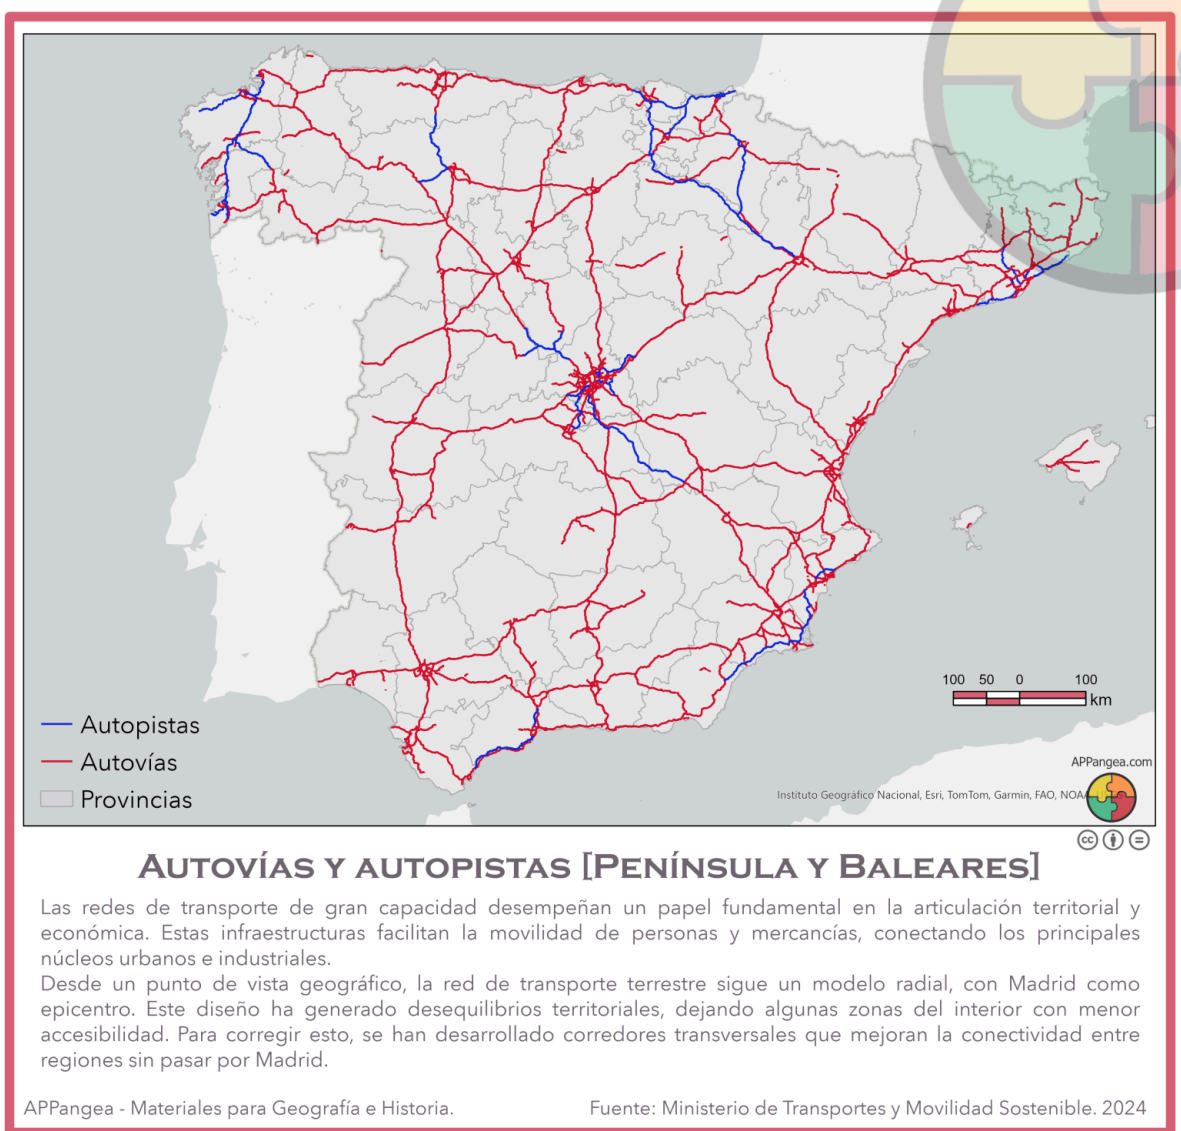 100 50 0 100
km
Autopistas
Autovías
Provincias
APPangea.com
Instituto Geográfico Nacional, Esri, TomTom, Garmin, FAO, NOAA
cc
AUTOVÍAS Y AUTOPISTAS [PENÍNSULA Y BALEARES]
Las redes de transporte de gran capacidad desempeñan un papel fundamental en la articulación territorial y
económica. Estas infraestructuras facilitan la movilidad de personas y mercancías, conectando los principales
núcleos urbanos e industriales.
Desde un punto de vista geográfico, la red de transporte terrestre sigue un modelo radial, con Madrid como
epicentro. Este diseño ha generado desequilibrios territoriales, dejando algunas zonas del interior con menor
accesibilidad. Para corregir esto, se han desarrollado corredores transversales que mejoran la conectividad entre
regiones sin pasar por Madrid.
APPangea - Materiales para Geografía e Historia.
Fuente: Ministerio de Transportes y Movilidad Sostenible. 2024